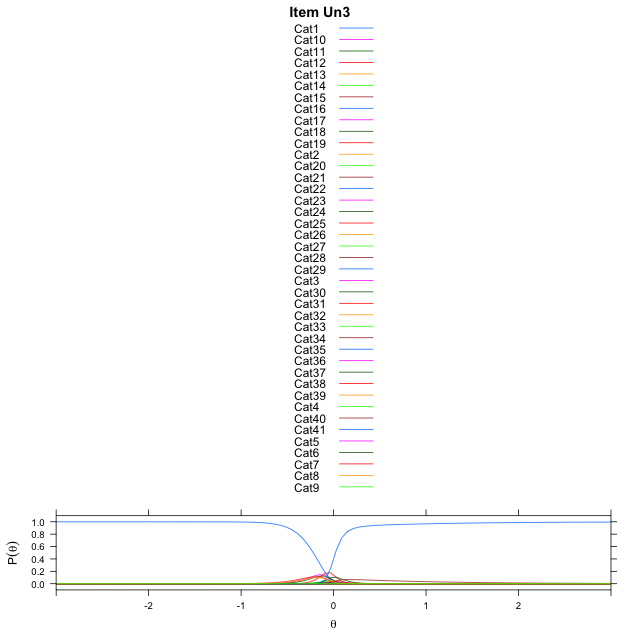 Item Un3
Cat1
Cat10
Cat11
Cat12
Cat13
Cat14
Cat15
Cat16
Cat17
Cat18
Cat19
Cat2
Cat20
Cat21
Cat22
Cat23
Cat24
Cat25
Cat26
Cat27
Cat28
Cat29
Cat3
Cat30
Cat31
Cat32
Cat33
Cat34
Cat35
Cat36
Cat37
Cat38
Cat39
Cat4
Cat40
Cat41
Cat5
Cat6
Cat7
Cat8
Cat9
P(θ)
1.0
0.8
0.6
0.4
0.2
0.0
-2 -1 0 1 2
θ